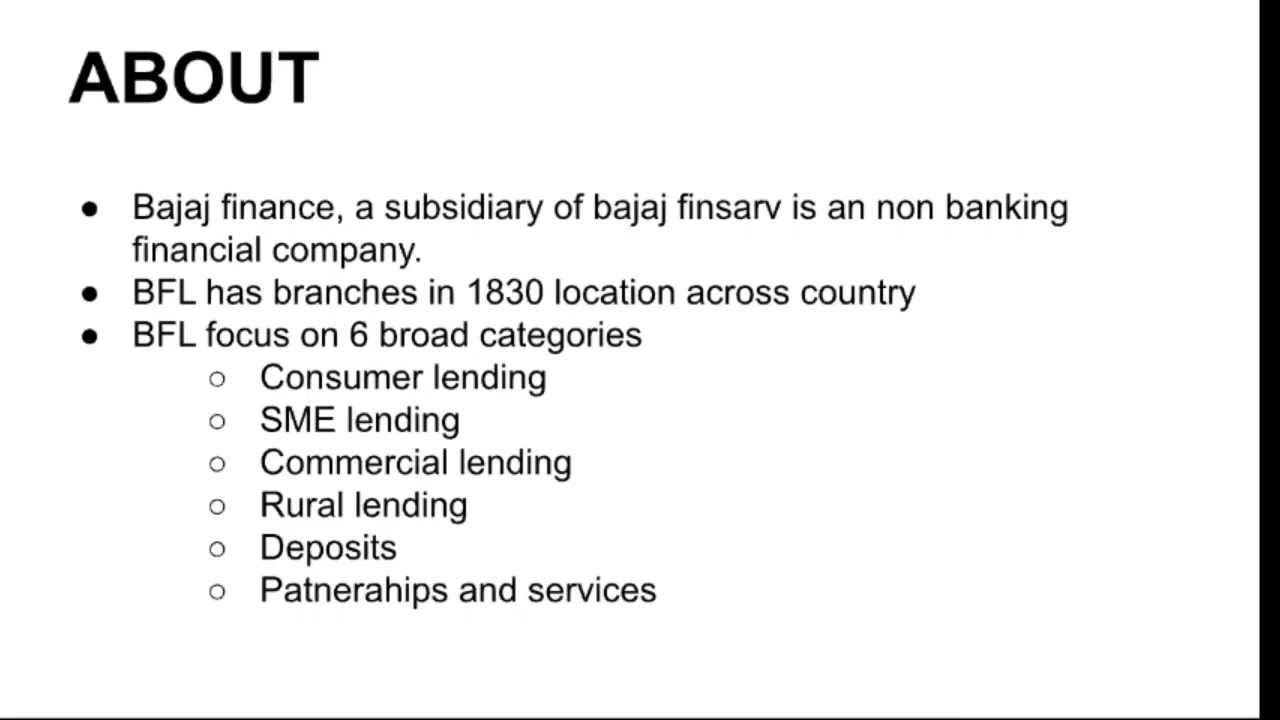 ABOUT
● Bajaj finance, a subsidiary of bajaj finsarv is an non banking
financial company.
● BFL has branches in 1830 location across country
● BFL focus on 6 broad categories
○ Consumer lending
○ SME lending
○ Commercial lending
○ Rural lending
○ Deposits
○ Patnerahips and services